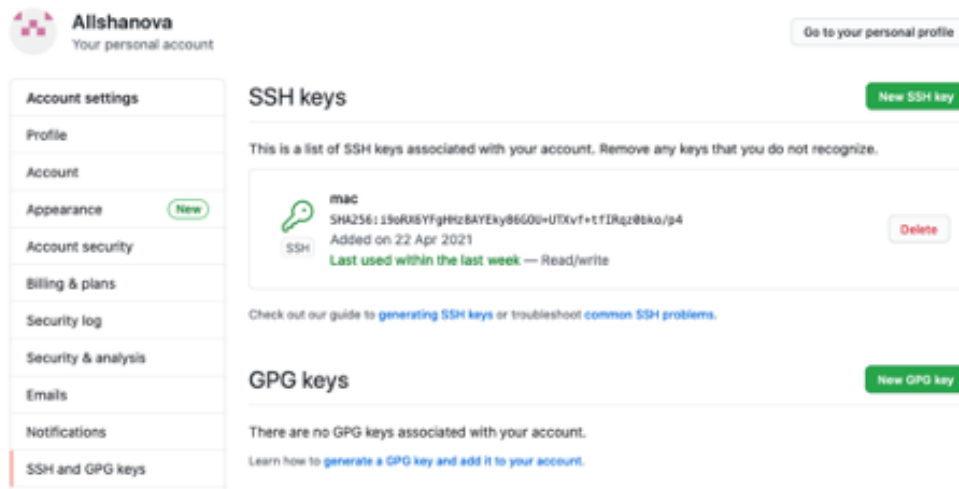 Allshanova
Your personal account
Go to your personal profile
Account settings
Profile
Account
Appearance New
Account security
Billing & plans
Security log
Security & analysis
Emails
Notifications
SSH and GPG keys
SSH keys
New SSH key
This is a list of SSH keys associated with your account. Remove any keys that you do not recognize.
mac
SSH
Added on 22 Apr 2021
Last used within the last week — Read/write
Delete
Check out our guide to generating SSH keys or troubleshoot common SSH problems.
GPG keys
New GPG key
There are no GPG keys associated with your account.
Learn how to generate a GPG key and add it to your account.